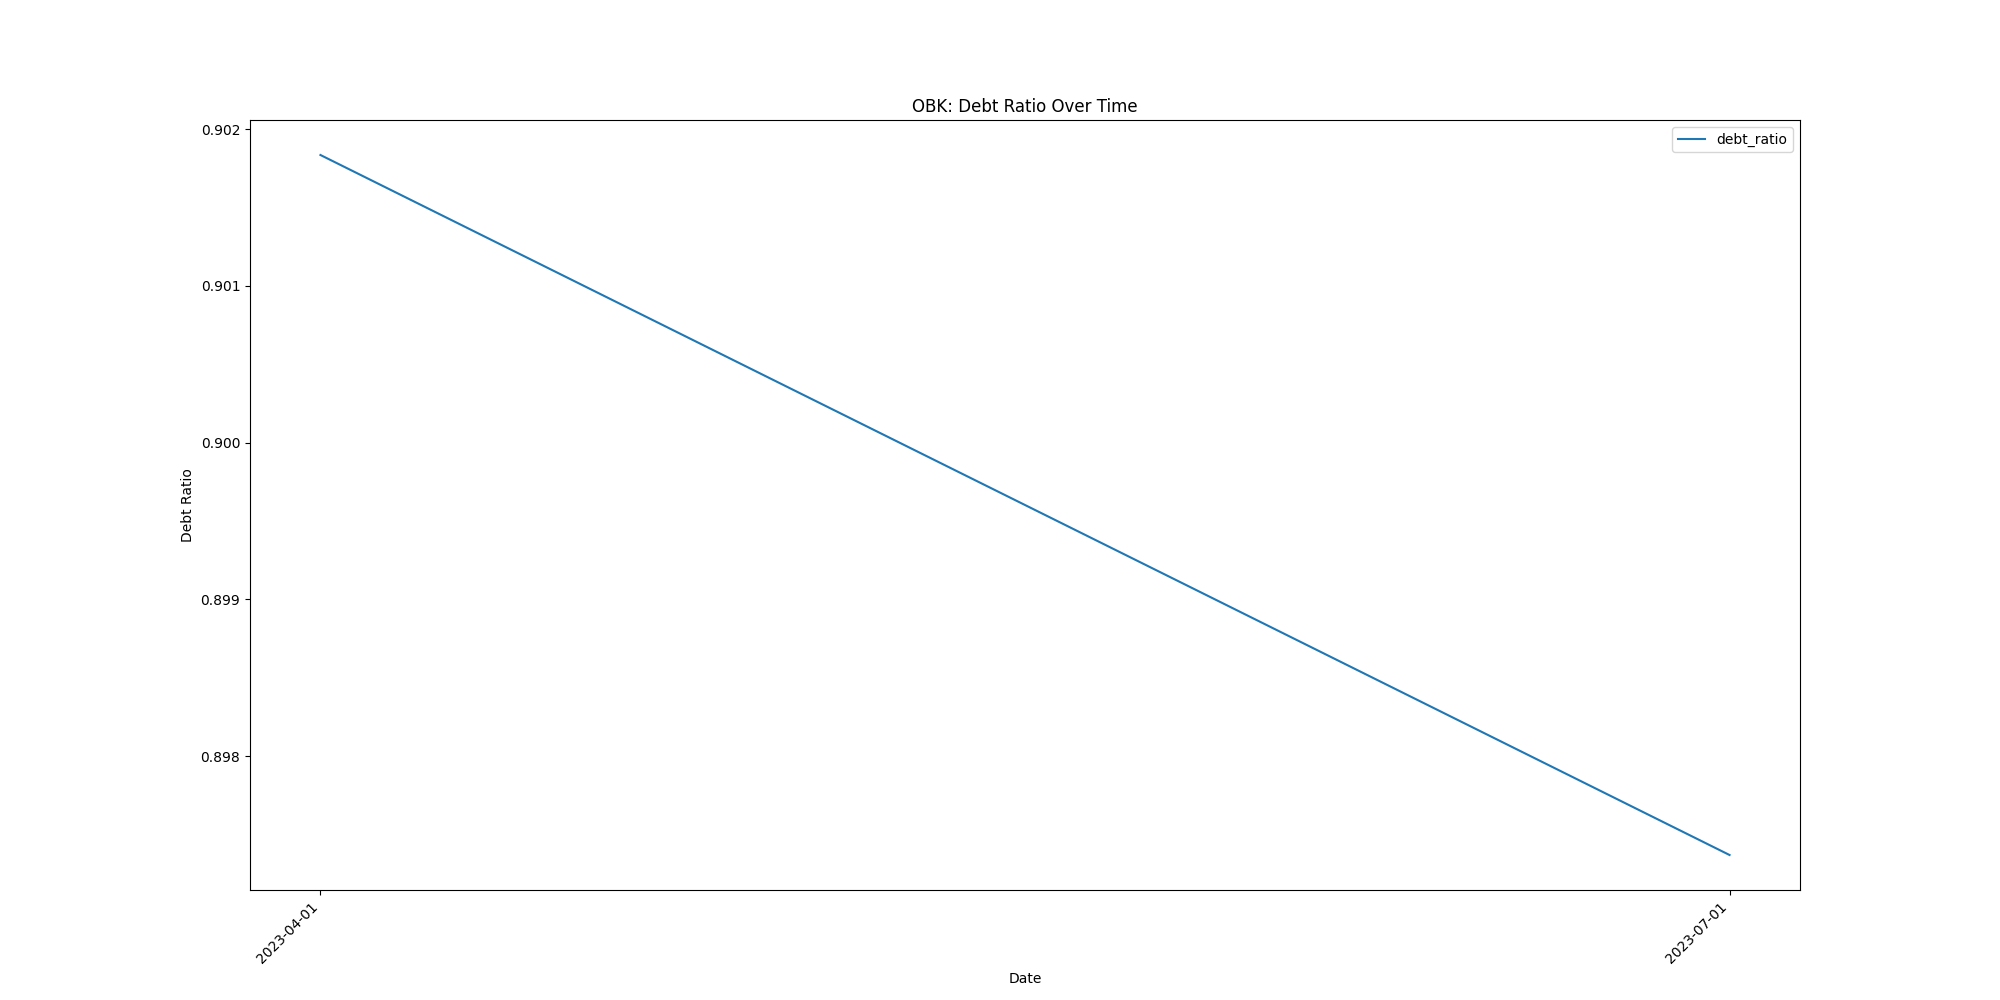 OBK: Debt Ratio Over Time
debt_ratio
0.902
0.901
0.900
0.899
0.898
Debt Ratio
2023-04-01
2023-07-01
Date